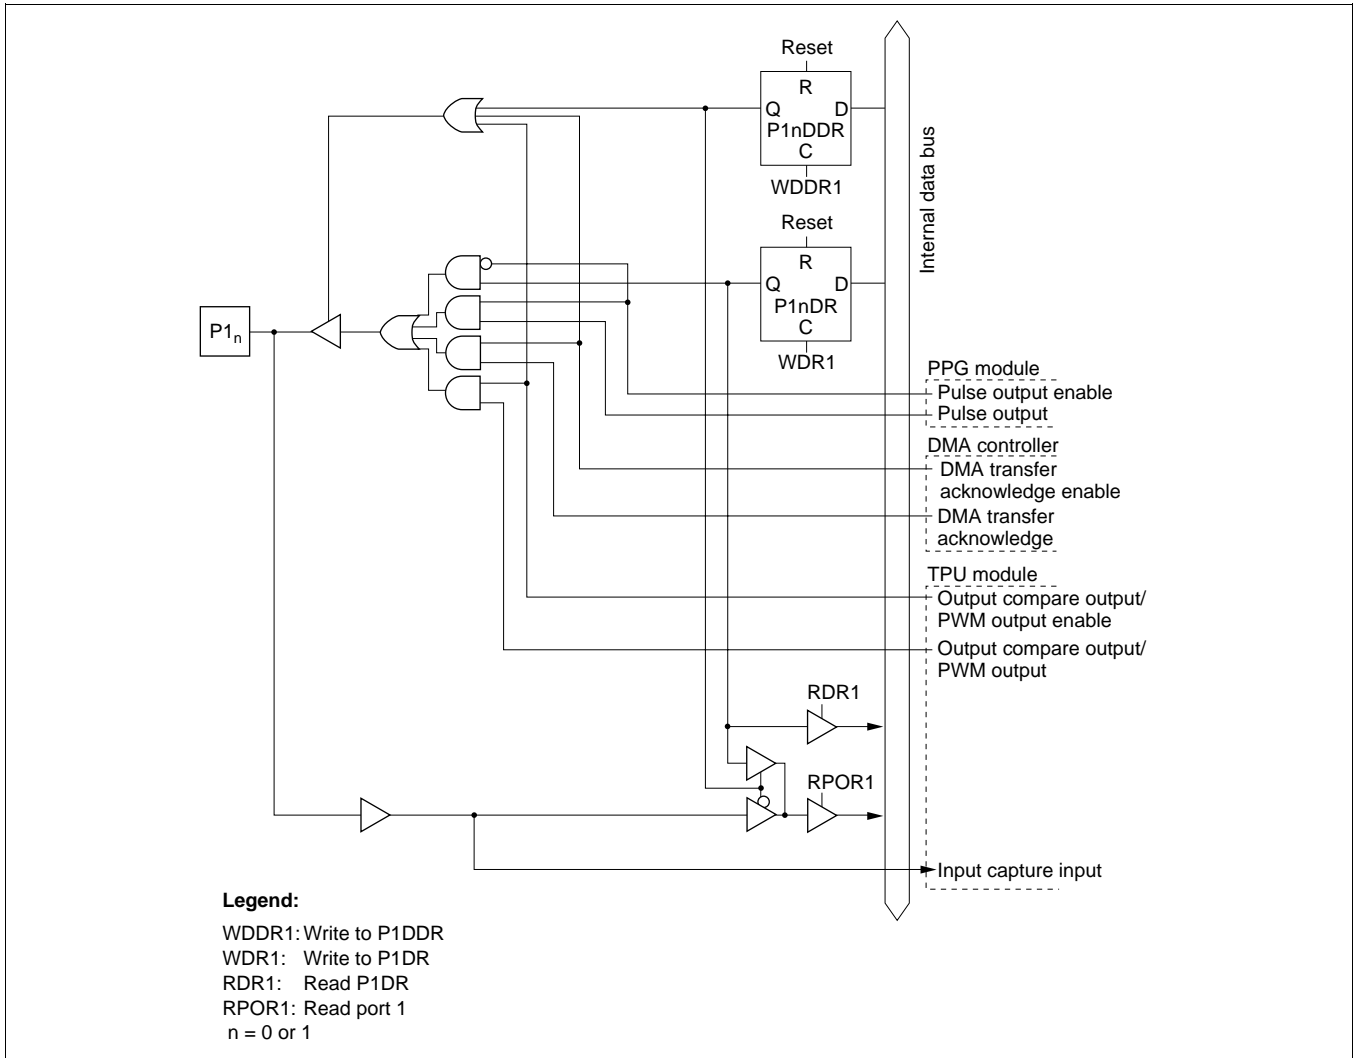 Reset
R
Q D
P1nDDR
C
WDDR1
Internal data bus
Reset
R
Q D
P1nDR
C
WDR1
P1n
PPG module
Pulse output enable
Pulse output
DMA controller
DMA transfer
acknowledge enable
DMA transfer
acknowledge
TPU module
Output compare output/
PWM output enable
Output compare output/
PWM output
RDR1
RPOR1
Input capture input
Legend:
WDDR1: Write to P1DDR
WDR1: Write to P1DR
RDR1: Read P1DR
RPOR1: Read port 1
n = 0 or 1